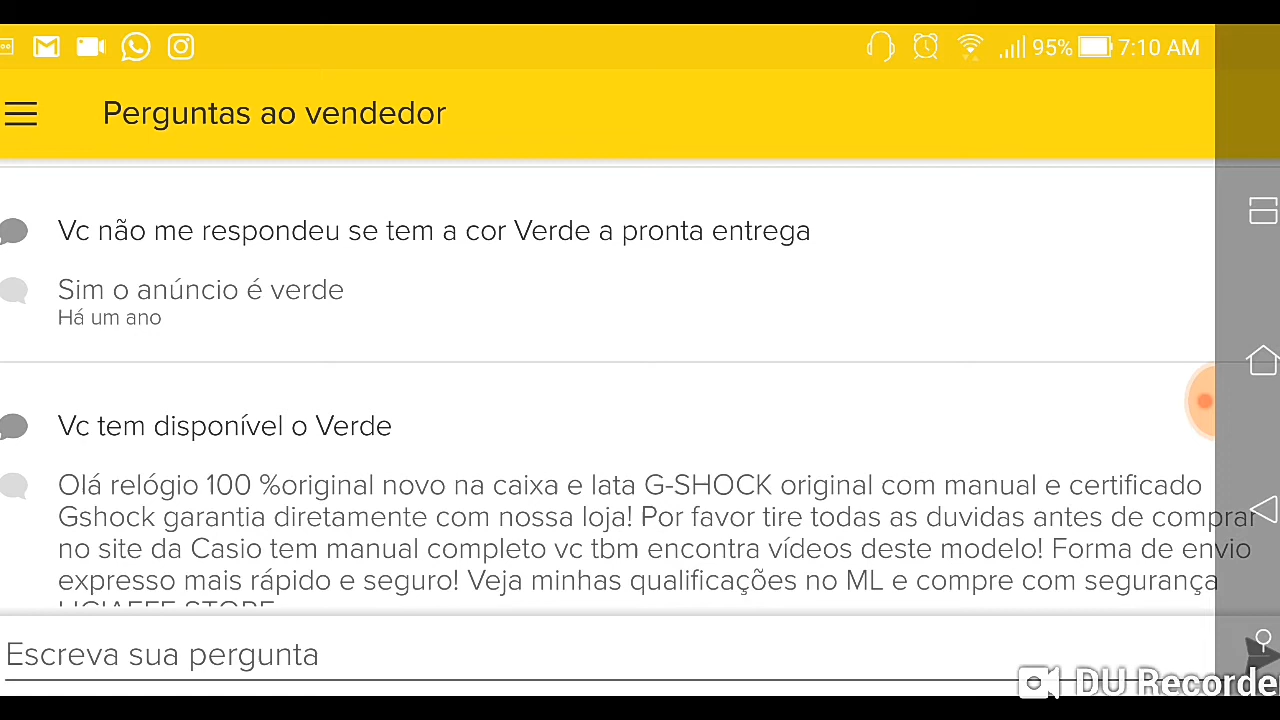 95% 7:10 AM
Perguntas ao vendedor
Vc não me respondeu se tem a cor Verde a pronta entrega
Sim o anúncio é verde
Há um ano
Vc tem disponível o Verde
Olá relógio 100 %original novo na caixa e lata G-SHOCK original com manual e certificado
Gshock garantia diretamente com nossa loja! Por favor tire todas as duvidas antes de comprar
no site da Casio tem manual completo vc tbm encontra vídeos deste modelo! Forma de envio
expresso mais rápido e seguro! Veja minhas qualificações no ML e compre com segurança
Escreva sua pergunta
DU Recorder